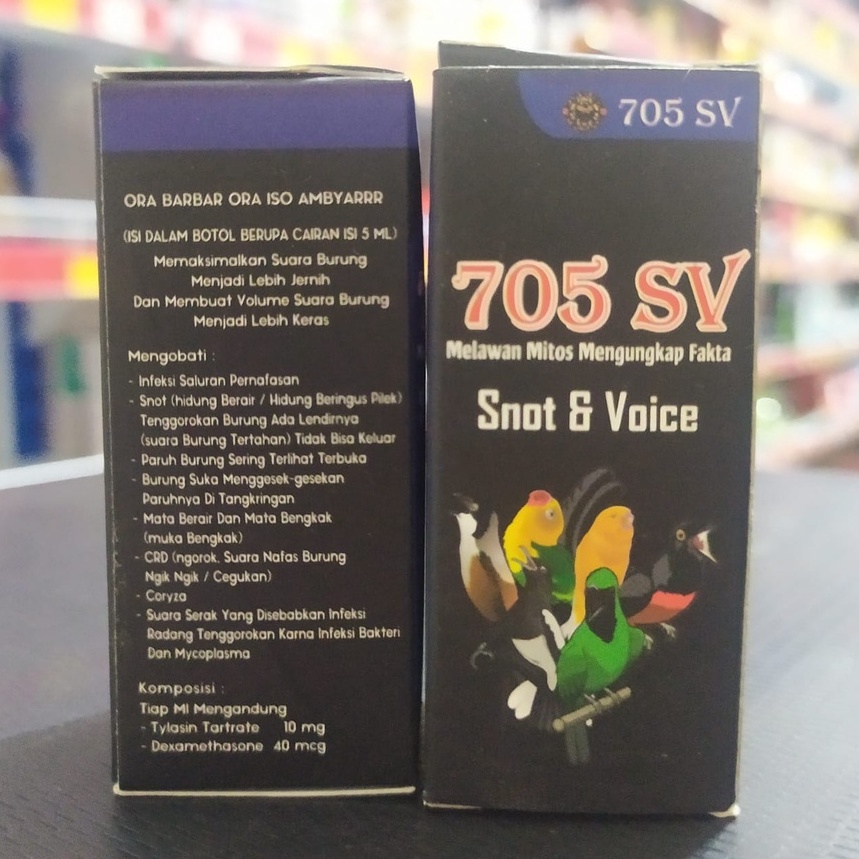 ORA BARBAR ORA ISO AMBYARRR
(ISI DALAM BOTOL BERUPA CAIRAN ISI 5 ML)
Memaksimalkan Suara Burung
Menjadi Lebih Jernih
Dan Membuat Volume Suara Burung
Menjadi Lebih Keras
Mengobati :
- Infeksi Saluran Pernafasan
- Snot (hidung Berair / Hidung Beringus Pilek)
Tenggorokan Burung Ada Lendirnya
(suara Burung Tertahan) Tidak Bisa Keluar
- Paruh Burung Sering Terlihat Terbuka
- Burung Suka Menggesek-gesekan
Paruhnya Di Tangkringan
- Mata Berair Dan Mata Bengkak
(muka Bengkak)
- CRD (ngorok, Suara Nafas Burung
Ngik Ngik / Cegukan)
- Coryza
- Suara Serak Yang Disebabkan Infeksi
Radang Tenggorokan Karna Infeksi Bakteri
Dan Mycoplasma
Komposisi :
Tiap Ml Mengandung
- Tylasin Tartrate 10 mg
- Dexamethasone 40 mcg
705 SV
705 SV
Melawan Mitos Mengungkap Fakta
Snot & Voice